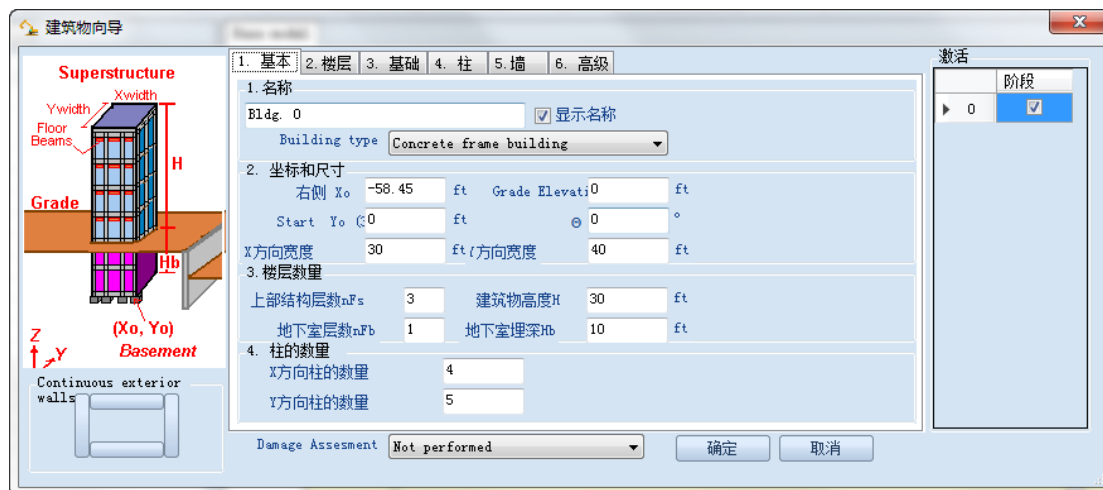 建筑物向导
Superstructure
Xwidth
Ywidth
Floor
Beams
H
Grade
Hb
(Xo, Yo)
Basement
Z
Y
Continuous exterior
walls
1. 基本 2.楼层 3. 基础 4. 柱 5.墙 6. 高级
1.名称
Bldg. 0 显示名称
Building type Concrete frame building
2. 坐标和尺寸
右侧 Xo -58.45 ft Grade Elevati 0 ft
Start Yo 0 ft Θ 0 °
X方向宽度 30 ft 方向宽度 40 ft
3.楼层数量
上部结构层数nFs 3 建筑物高度H 30 ft
地下室层数nFb 1 地下室埋深Hb 10 ft
4. 柱的数量
X方向柱的数量 4
Y方向柱的数量 5
Damage Assesment Not performed 确定 取消
激活
阶段
0